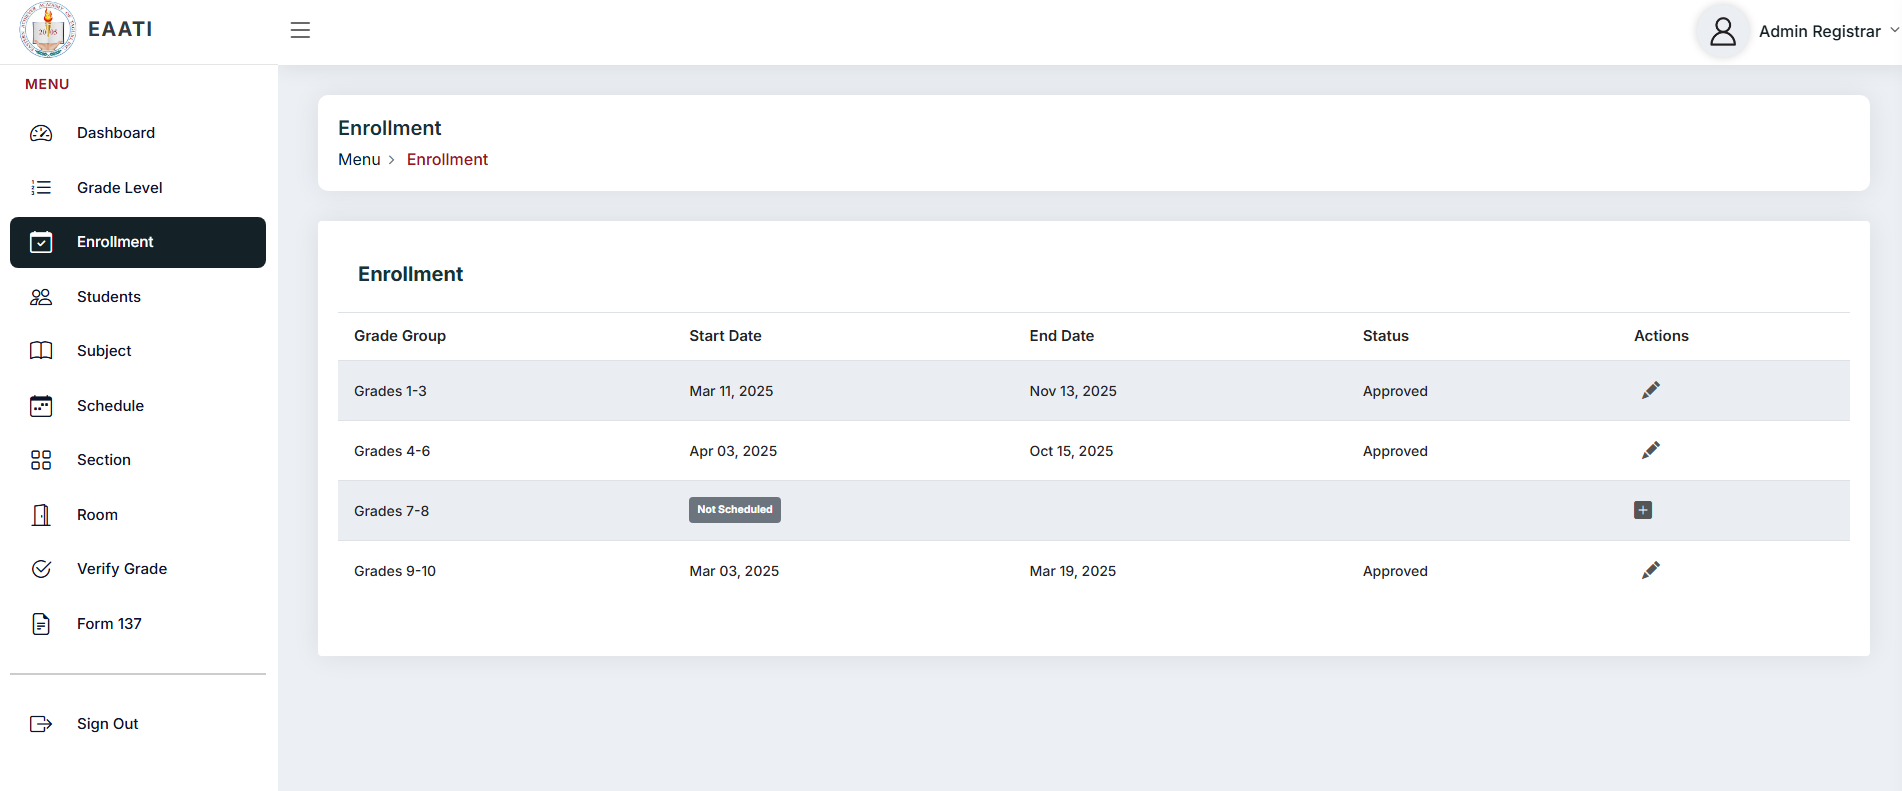 EAATI
Admin Registrar
MENU
Dashboard
Grade Level
Enrollment
Students
Subject
Schedule
Section
Room
Verify Grade
Form 137
Sign Out
Enrollment
Menu > Enrollment
Enrollment
Grade Group Start Date End Date Status Actions
Grades 1-3 Mar 11, 2025 Nov 13, 2025 Approved
Grades 4-6 Apr 03, 2025 Oct 15, 2025 Approved
Grades 7-8 Not Scheduled
Grades 9-10 Mar 03, 2025 Mar 19, 2025 Approved